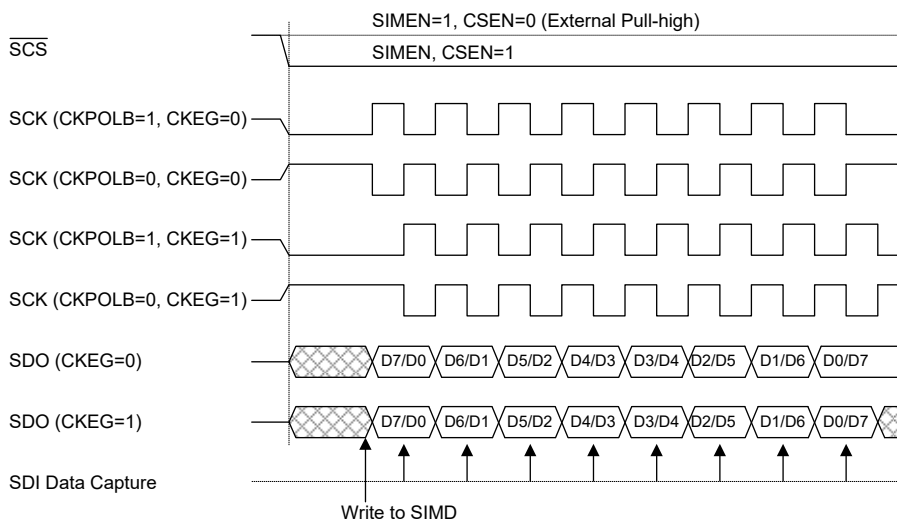 SIMEN=1, CSEN=0 (External Pull-high)
SCS
SIMEN, CSEN=1
SCK (CKPOLB=1, CKEG=0)
SCK (CKPOLB=0, CKEG=0)
SCK (CKPOLB=1, CKEG=1)
SCK (CKPOLB=0, CKEG=1)
SDO (CKEG=0) D7/D0 D6/D1 D5/D2 D4/D3 D3/D4 D2/D5 D1/D6 D0/D7
SDO (CKEG=1) D7/D0 D6/D1 D5/D2 D4/D3 D3/D4 D2/D5 D1/D6 D0/D7
SDI Data Capture
Write to SIMD